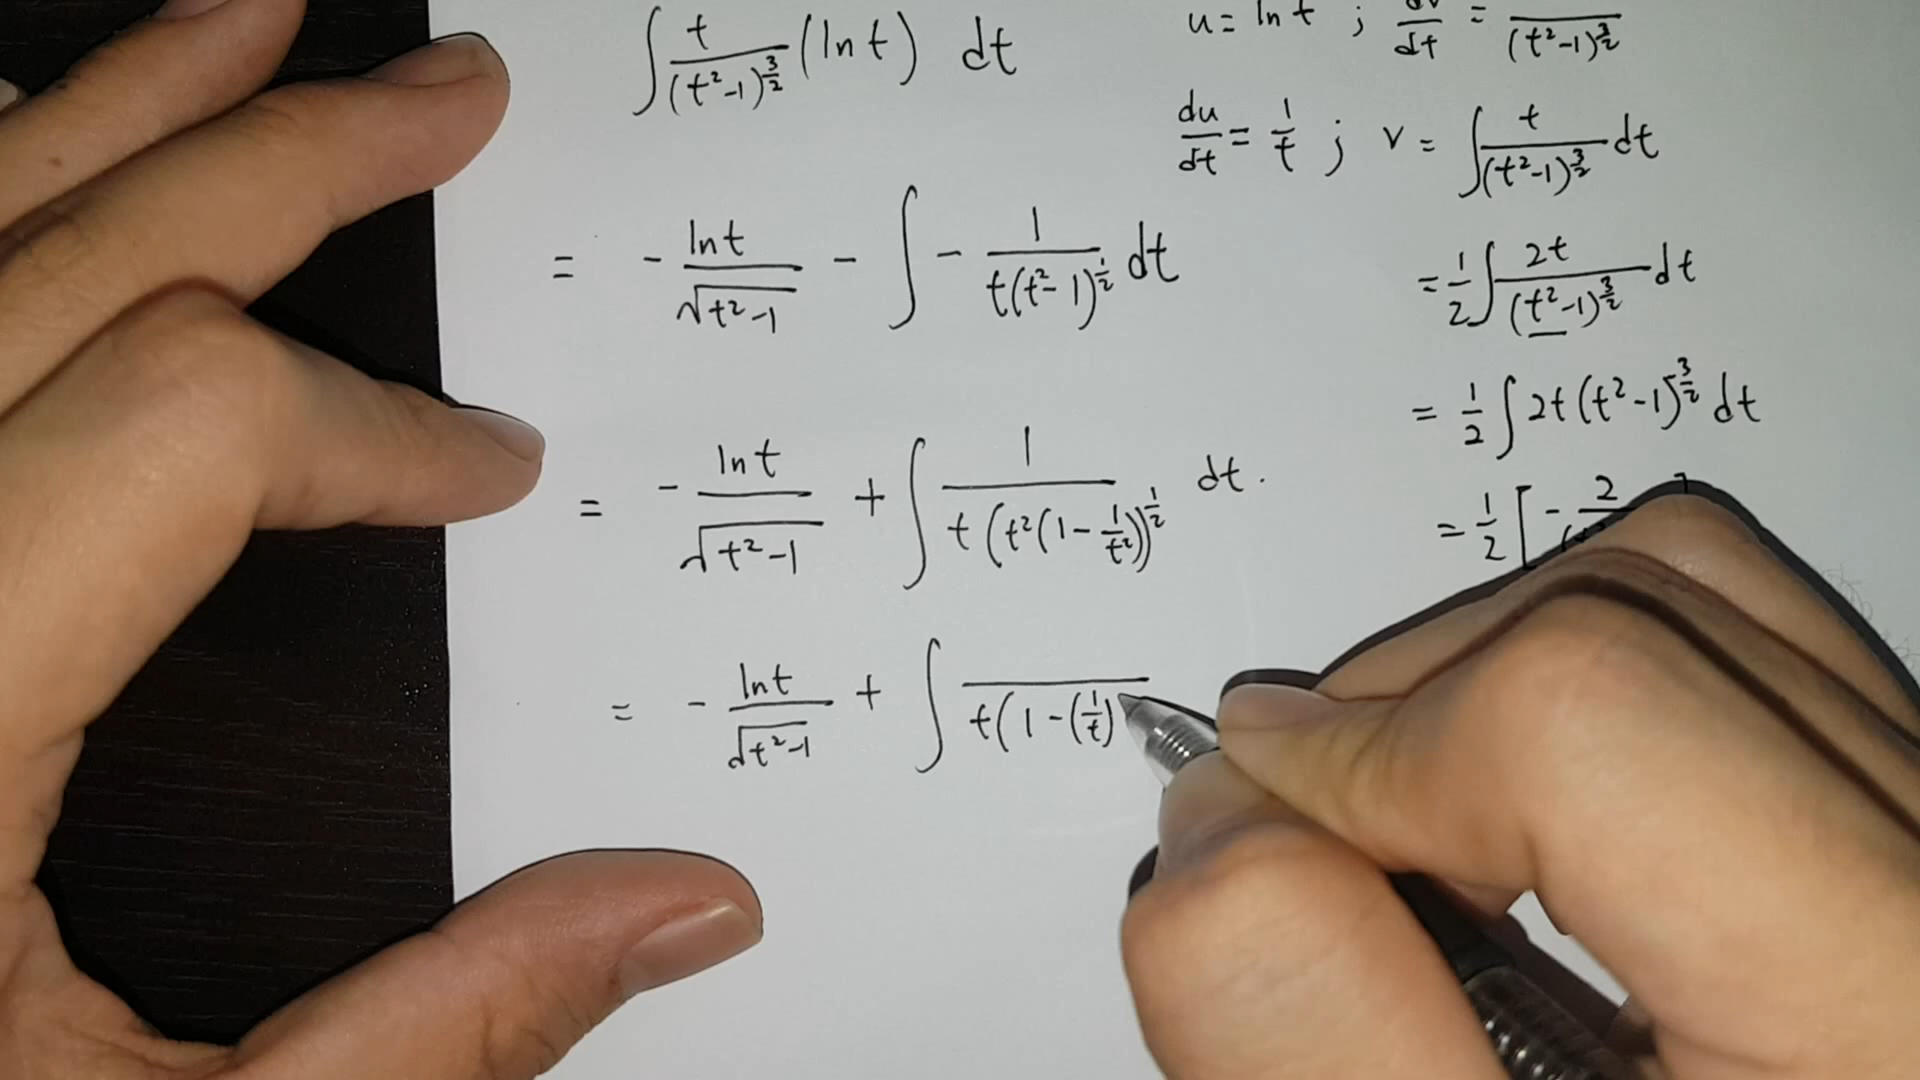 ∫ t/(t²-1)^(3/2) (ln t) dt
= - ln t/√(t²-1) - ∫ - 1/(t(t²-1)^(1/2)) dt
= - ln t/√(t²-1) + ∫ 1/(t(t²(1-1/t²))^(1/2)) dt.
= - ln t/√(t²-1) + ∫ /(t(1-(1/t)
u = ln t ; dv/dt = /(t²-1)^(3/2)
du/dt = 1/t ; v = ∫ t/(t²-1)^(3/2) dt
= 1/2 ∫ 2t/(t²-1)^(3/2) dt
= 1/2 ∫ 2t(t²-1)^(3/2) dt
= 1/2 [ - 2/